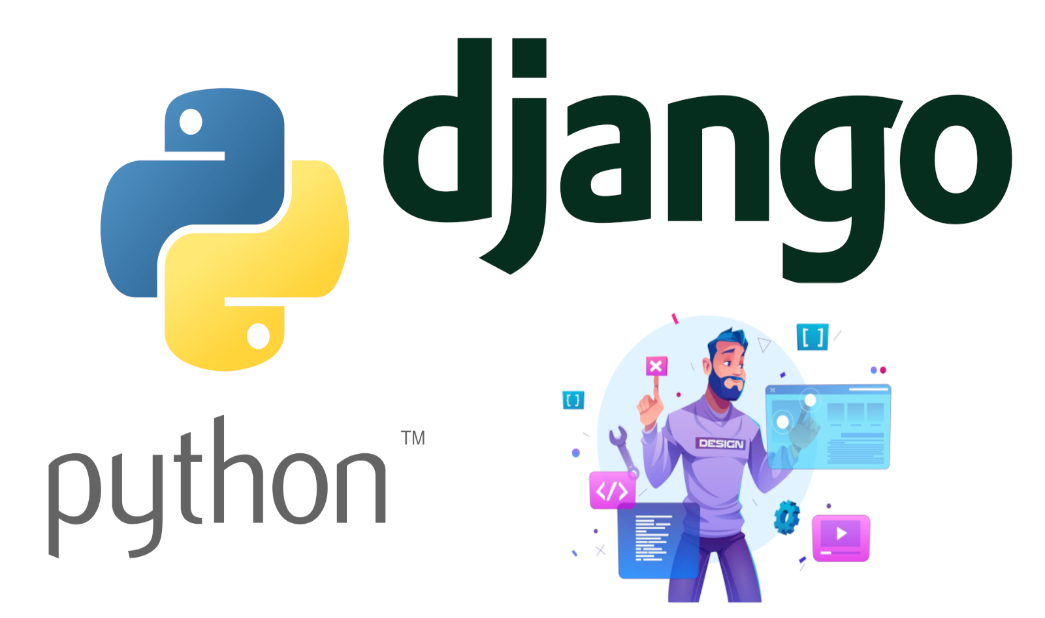 django
python™
[ ]
[ ]
DESIGN
</>